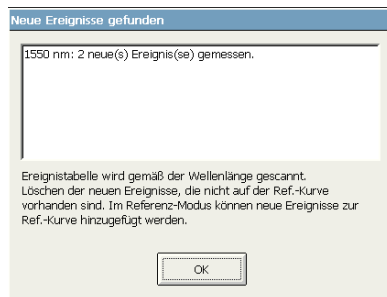 Neue Ereignisse gefunden
1550 nm: 2 neue(s) Ereignis(se) gemessen.
Ereignistabelle wird gemäß der Wellenlänge gescannt.
Löschen der neuen Ereignisse, die nicht auf der Ref.-Kurve
vorhanden sind. Im Referenz-Modus können neue Ereignisse zur
Ref.-Kurve hinzugefügt werden.
OK